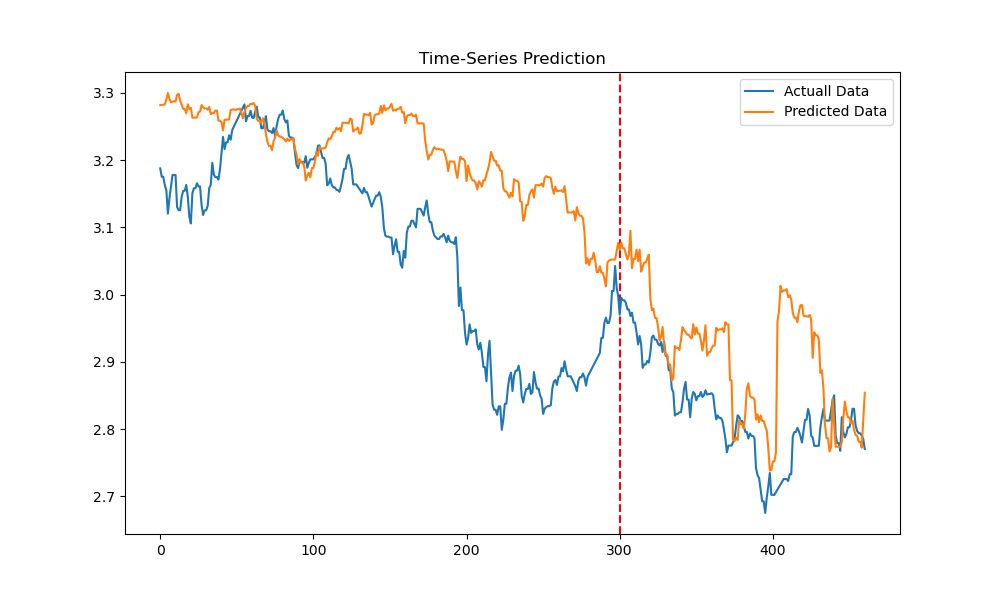 Time-Series Prediction
Actuall Data
Predicted Data
3.3
3.2
3.1
3.0
2.9
2.8
2.7
0 100 200 300 400